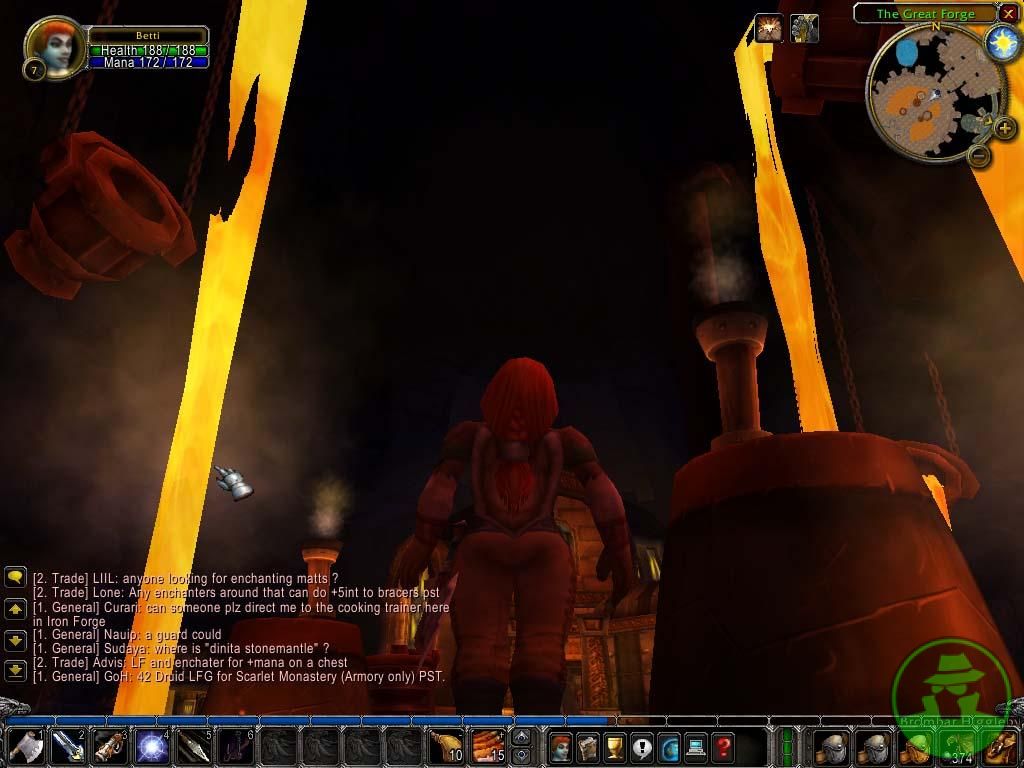 Betti
Health 188 / 188
Mana 172 / 172
7
The Great Forge
N
[2. Trade] LIIL: anyone looking for enchanting matts ?
[2. Trade] Lone: Any enchanters around that can do +5int to bracers pst
[1. General] Curari: can someone plz direct me to the cooking trainer here
in Iron Forge
[1. General] Nauip: a guard could
[1. General] Sudaya: where is "dinita stonemantle" ?
[2. Trade] Advis: LF and enchater for +mana on a chest
[1. General] GoH: 42 Druid LFG for Scarlet Monastery (Armory only) PST.
Brombar Higgleby
2 3 4 5 6 10 15 374